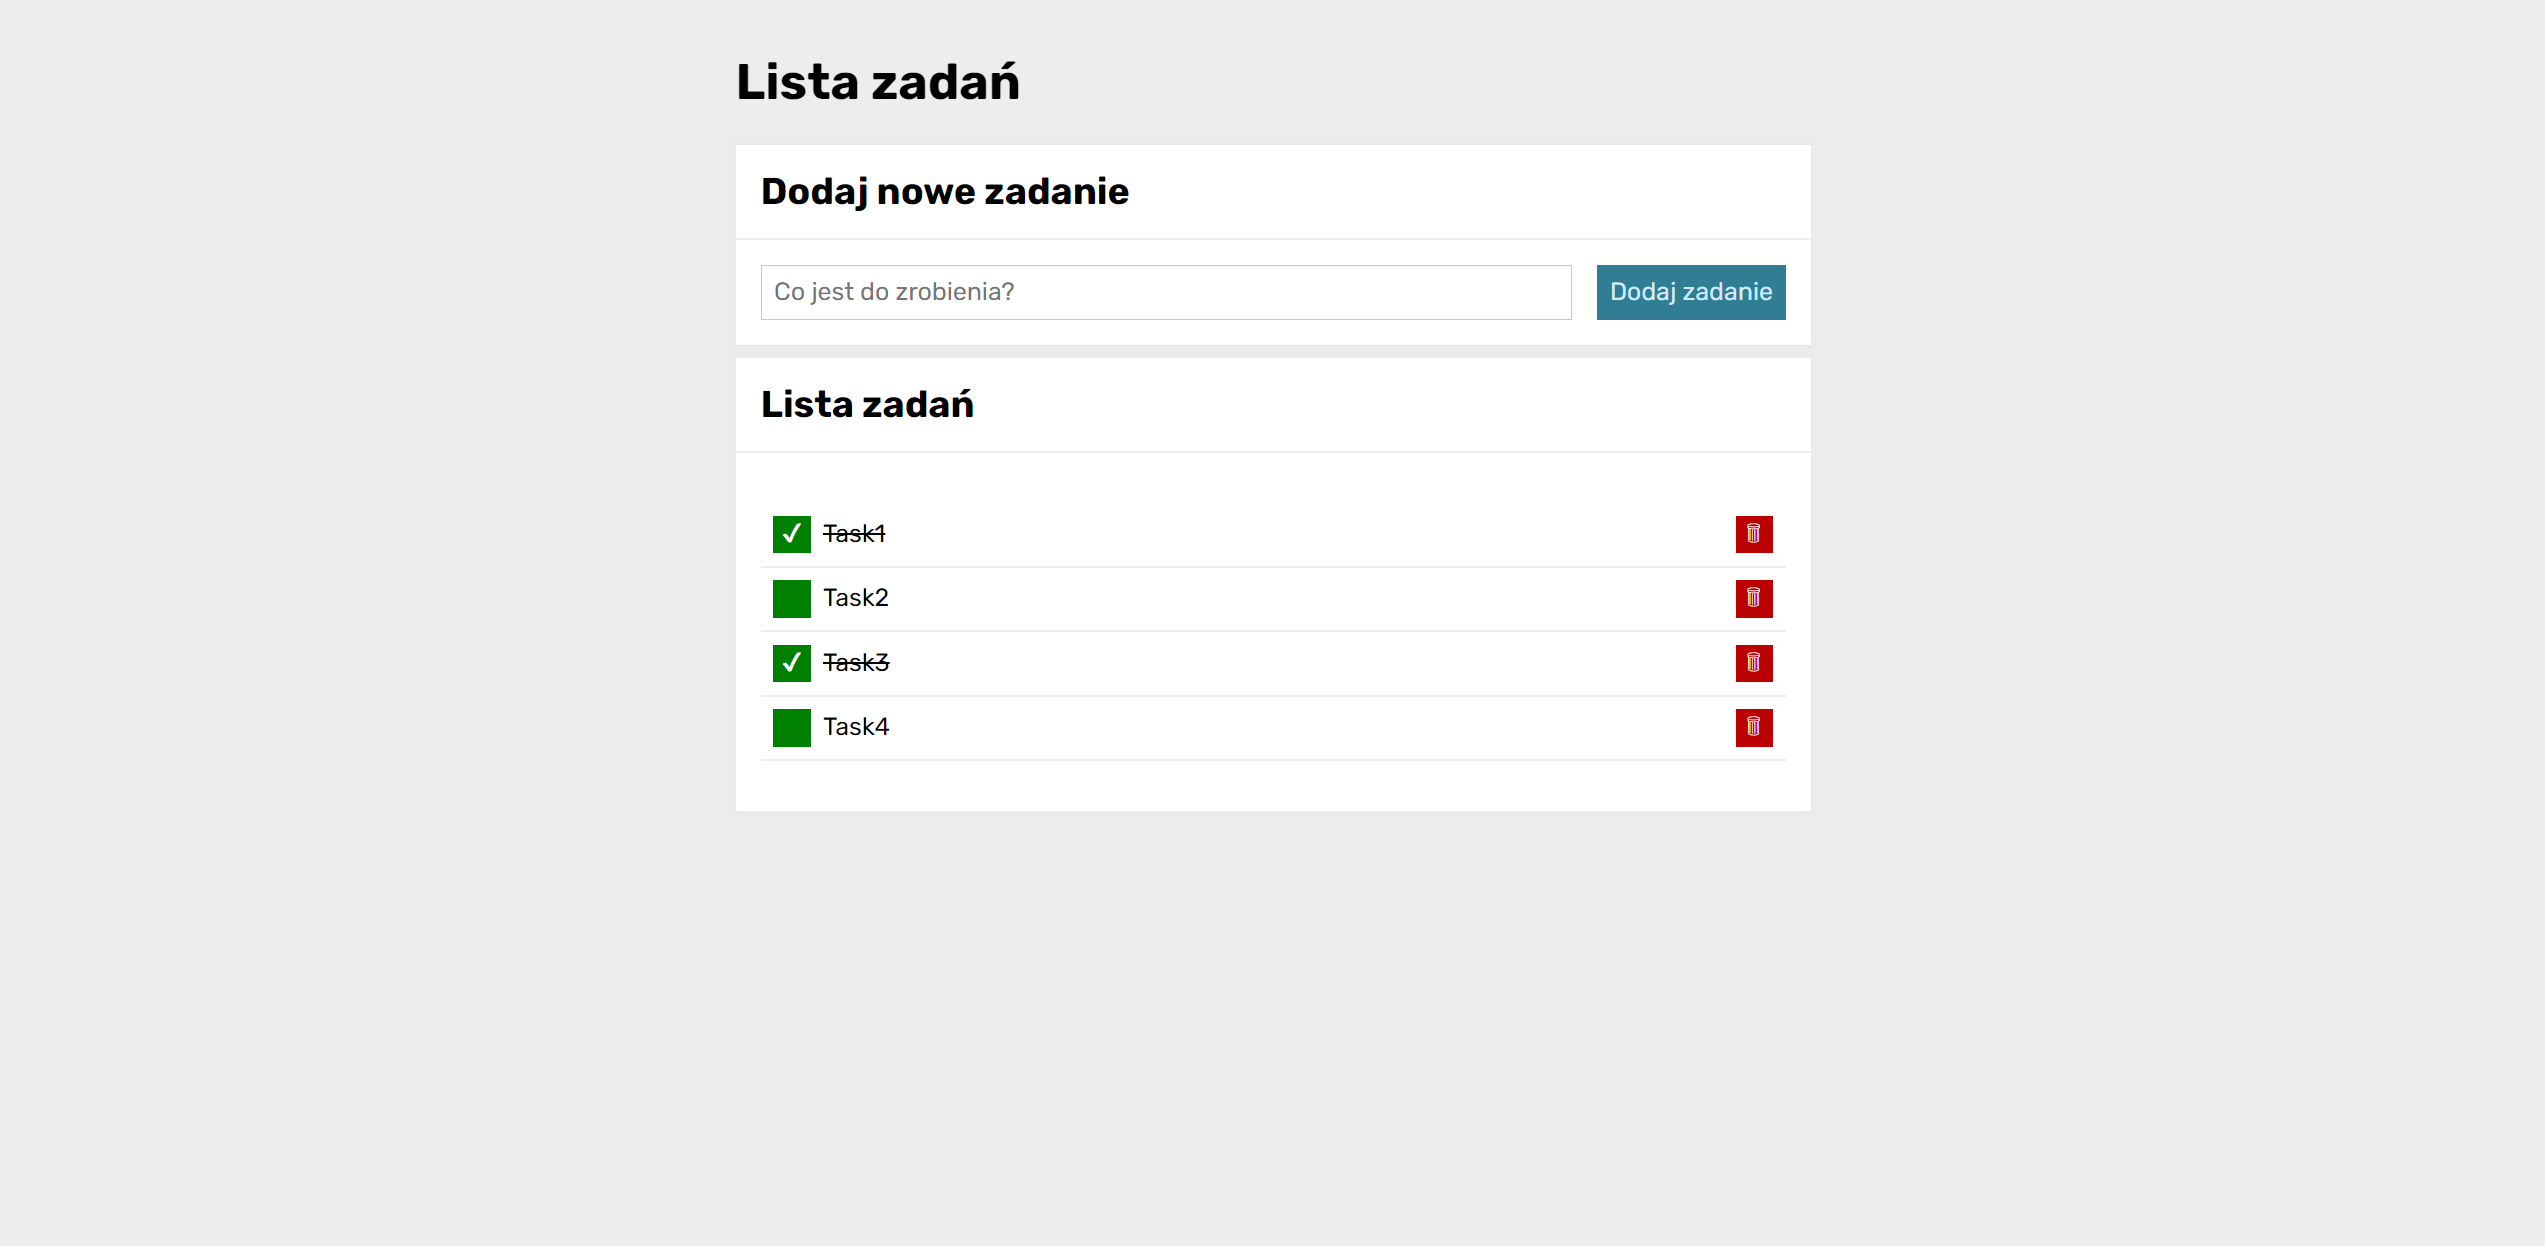 Lista zadań
Dodaj nowe zadanie
Co jest do zrobienia?
Dodaj zadanie
Lista zadań
✓ Task1
Task2
✓ Task3
Task4